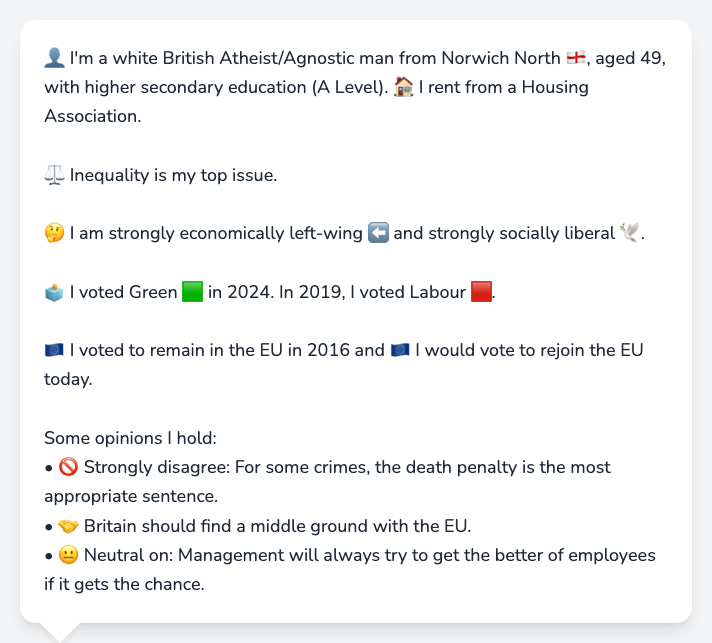 👤 I'm a white British Atheist/Agnostic man from Norwich North 🏴󠁧󠁢󠁥󠁮󠁧󠁿, aged 49,
with higher secondary education (A Level). 🏠 I rent from a Housing
Association.
⚖️ Inequality is my top issue.
🤔 I am strongly economically left-wing ⬅️ and strongly socially liberal 🕊️.
🗳️ I voted Green 🟩 in 2024. In 2019, I voted Labour 🟥.
🇪🇺 I voted to remain in the EU in 2016 and 🇪🇺 I would vote to rejoin the EU
today.
Some opinions I hold:
• 🚫 Strongly disagree: For some crimes, the death penalty is the most
appropriate sentence.
• 🤝 Britain should find a middle ground with the EU.
• 😐 Neutral on: Management will always try to get the better of employees
if it gets the chance.